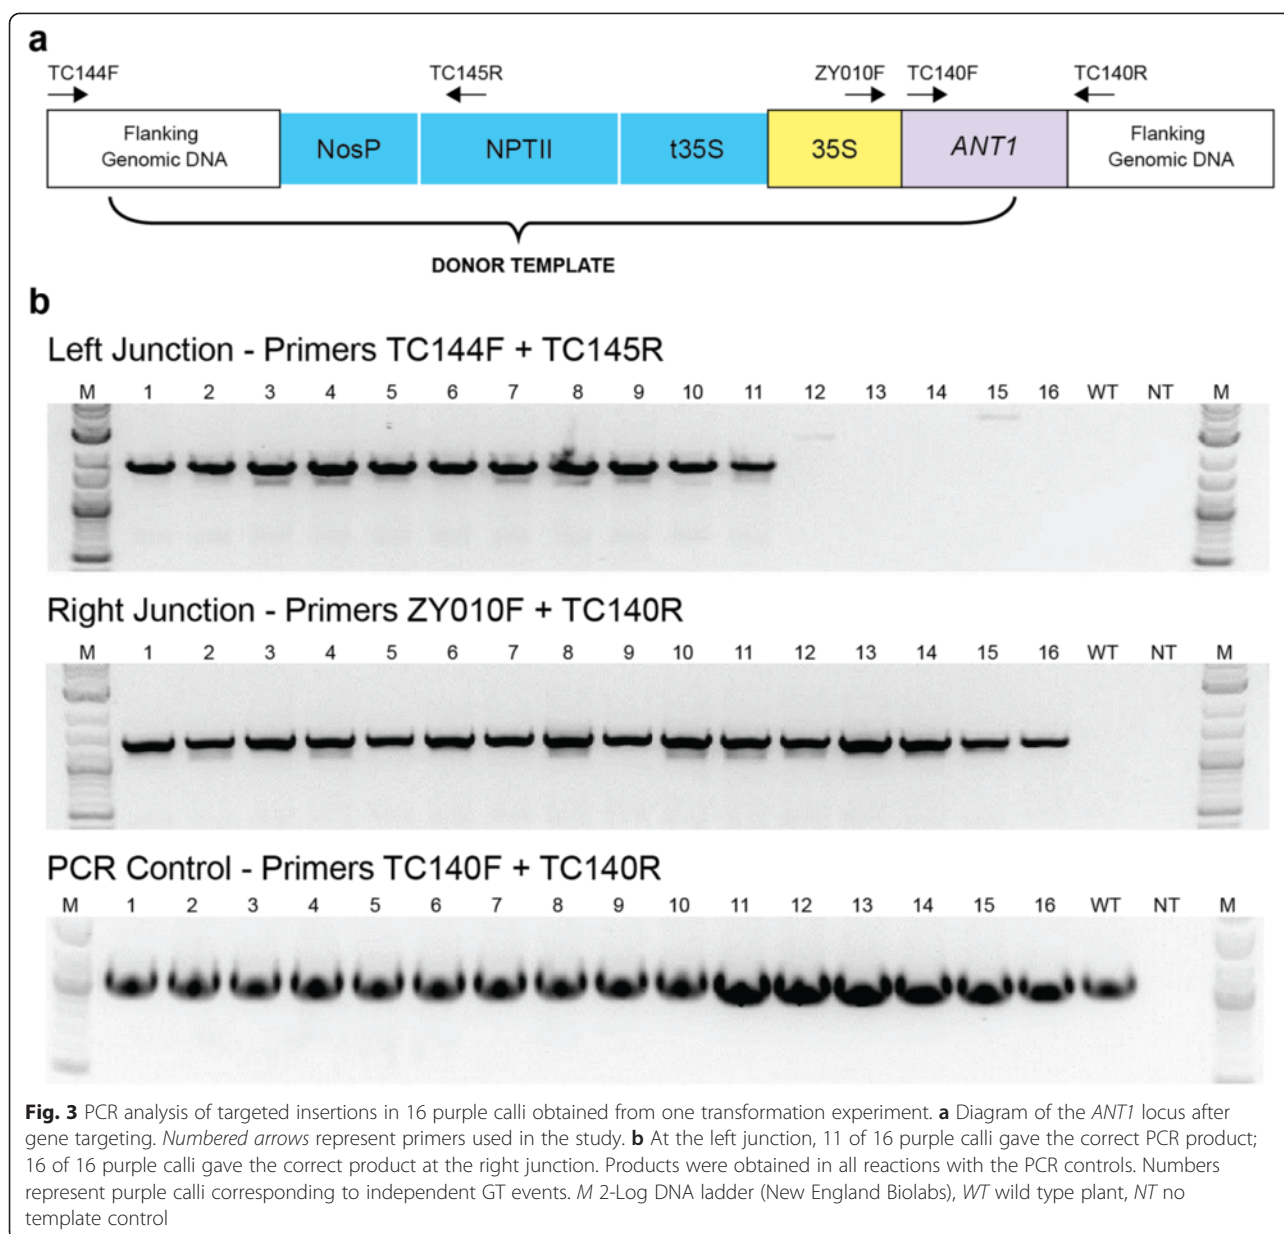 a
TC144F TC145R ZY010F TC140F TC140R
Flanking
Genomic DNA
NosP NPTII t35S 35S ANT1
Flanking
Genomic DNA
DONOR TEMPLATE
b
Left Junction - Primers TC144F + TC145R
M 1 2 3 4 5 6 7 8 9 10 11 12 13 14 15 16 WT NT M
Right Junction - Primers ZY010F + TC140R
M 1 2 3 4 5 6 7 8 9 10 11 12 13 14 15 16 WT NT M
PCR Control - Primers TC140F + TC140R
M 1 2 3 4 5 6 7 8 9 10 11 12 13 14 15 16 WT NT M
Fig. 3 PCR analysis of targeted insertions in 16 purple calli obtained from one transformation experiment. a Diagram of the ANT1 locus after
gene targeting. Numbered arrows represent primers used in the study. b At the left junction, 11 of 16 purple calli gave the correct PCR product;
16 of 16 purple calli gave the correct product at the right junction. Products were obtained in all reactions with the PCR controls. Numbers
represent purple calli corresponding to independent GT events. M 2-Log DNA ladder (New England Biolabs), WT wild type plant, NT no
template control